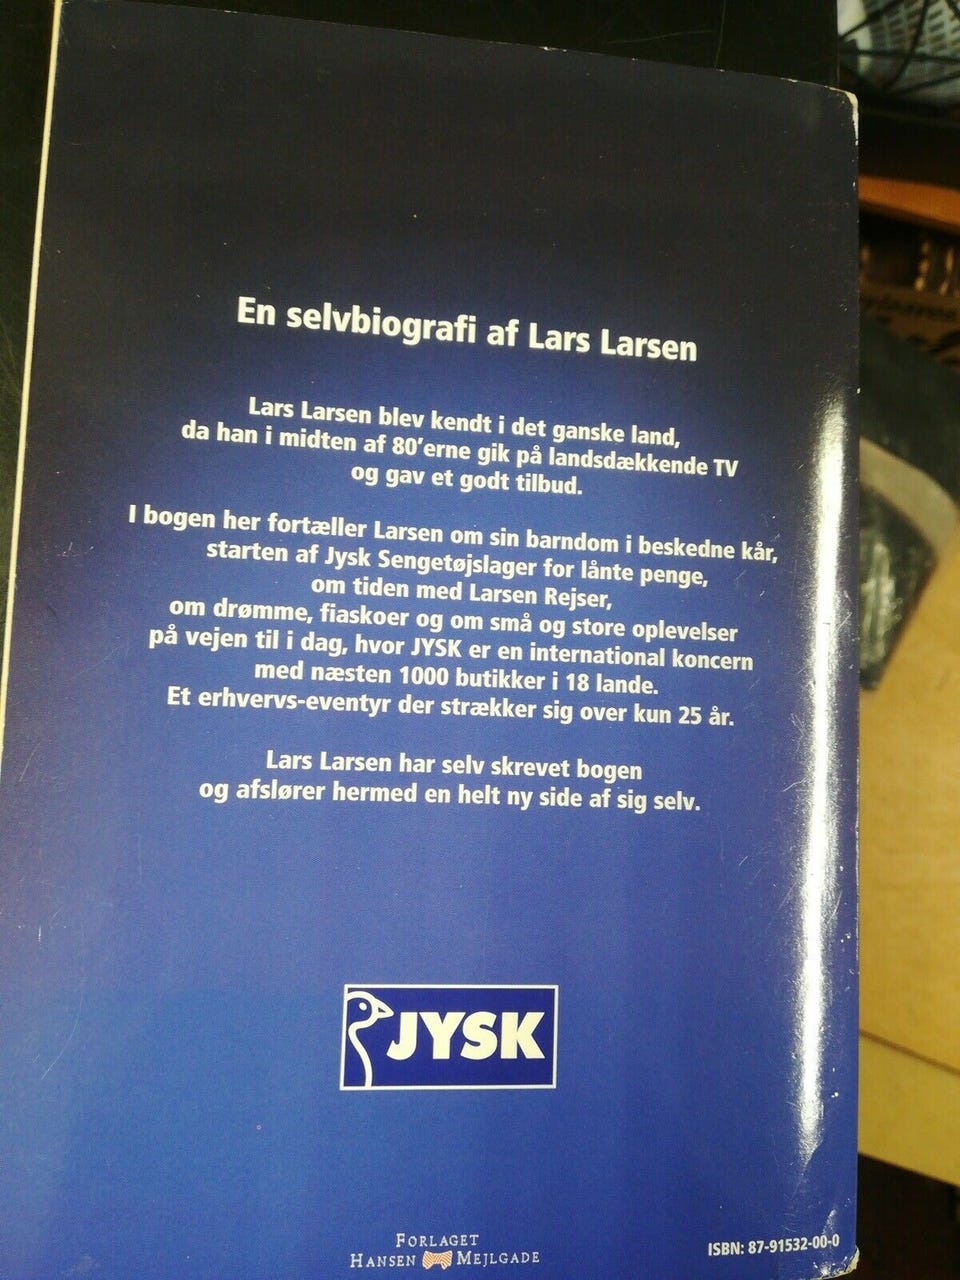 En selvbiografi af Lars Larsen
Lars Larsen blev kendt i det ganske land,
da han i midten af 80'erne gik på landsdækkende TV
og gav et godt tilbud.
I bogen her fortæller Larsen om sin barndom i beskedne kår,
starten af Jysk Sengetøjslager for lånte penge,
om tiden med Larsen Rejser,
om drømme, fiaskoer og om små og store oplevelser
på vejen til i dag, hvor JYSK er en international koncern
med næsten 1000 butikker i 18 lande.
Et erhvervs-eventyr der strækker sig over kun 25 år.
Lars Larsen har selv skrevet bogen
og afslører hermed en helt ny side af sig selv.
JYSK
FORLAGET
HANSEN MEJLGADE
ISBN: 87-91532-00-0